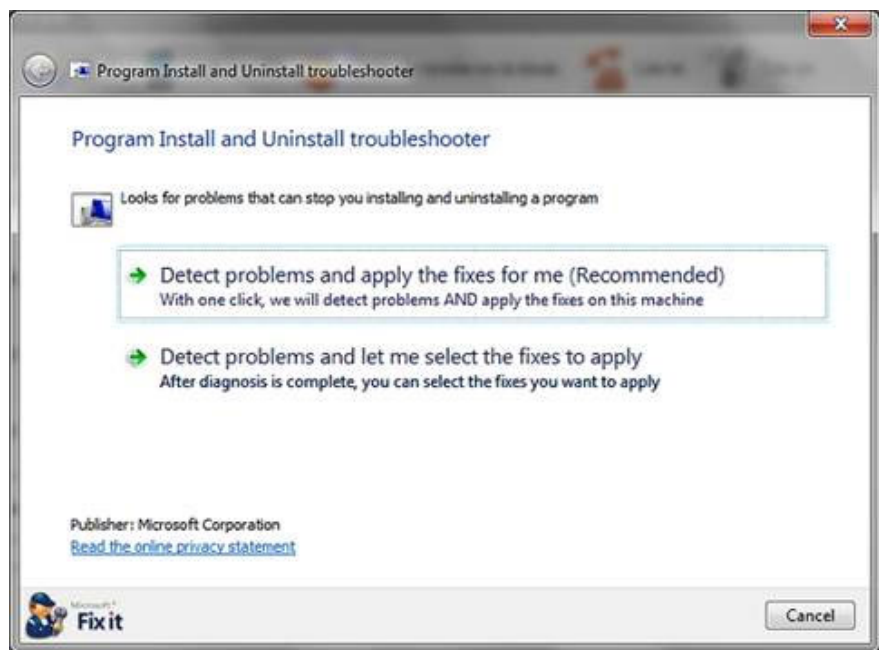 Program Install and Uninstall troubleshooter
Program Install and Uninstall troubleshooter
Looks for problems that can stop you installing and uninstalling a program
Detect problems and apply the fixes for me (Recommended)
With one click, we will detect problems AND apply the fixes on this machine
Detect problems and let me select the fixes to apply
After diagnosis is complete, you can select the fixes you want to apply
Publisher: Microsoft Corporation
Read the online privacy statement
Microsoft®
Fix it
Cancel